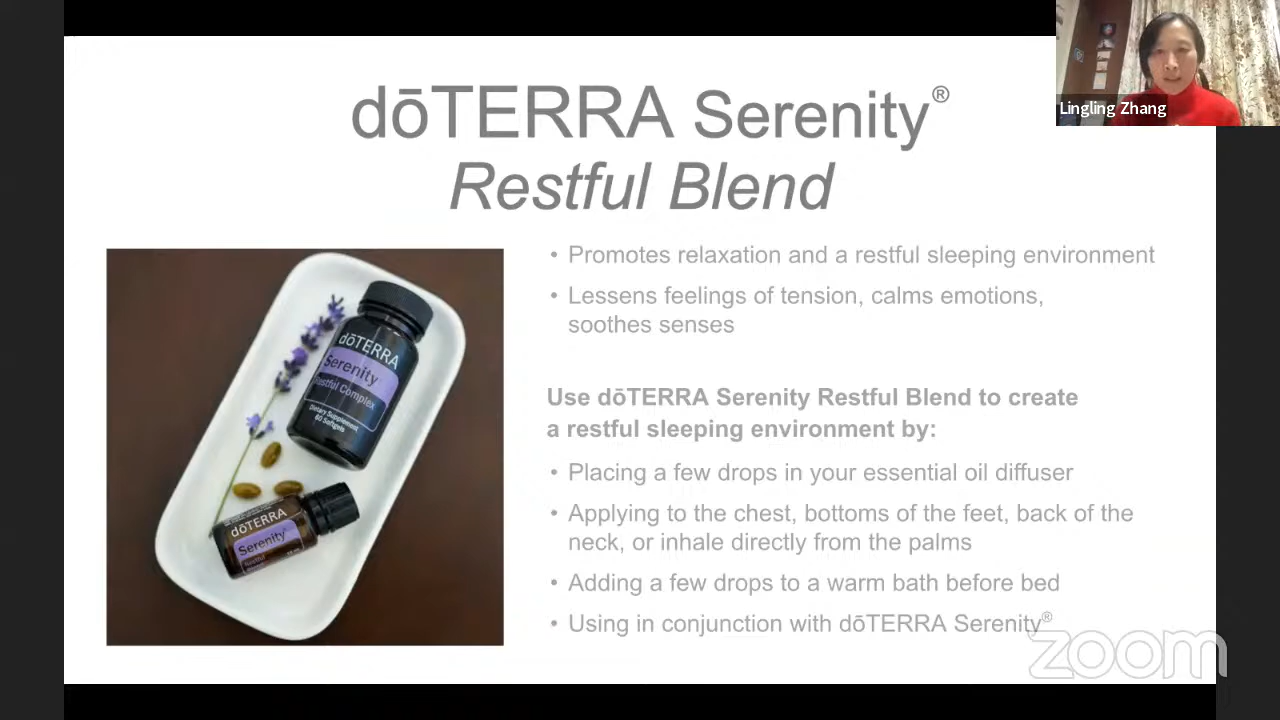 Lingling Zhang
dōTERRA Serenity®
Restful Blend
• Promotes relaxation and a restful sleeping environment
• Lessens feelings of tension, calms emotions,
soothes senses
Use dōTERRA Serenity Restful Blend to create
a restful sleeping environment by:
• Placing a few drops in your essential oil diffuser
• Applying to the chest, bottoms of the feet, back of the
neck, or inhale directly from the palms
• Adding a few drops to a warm bath before bed
• Using in conjunction with dōTERRA Serenity®
dōTERRA
Serenity
Restful Complex
Dietary Supplement
60 Softgels
dōTERRA
Serenity
Restful
zoom